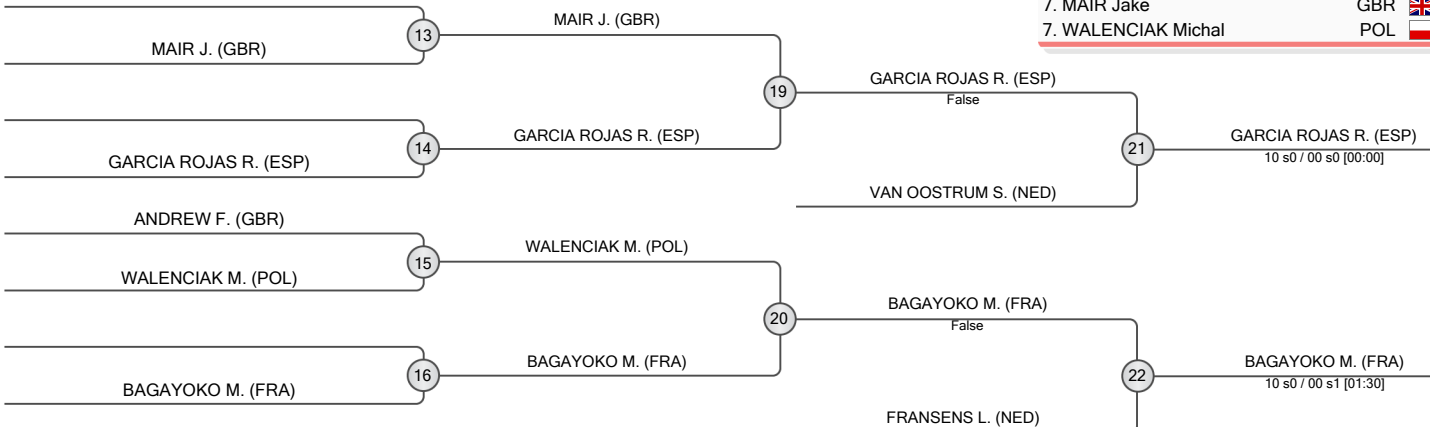 7. MAIR Jake GBR
7. WALENCIAK Michal POL
MAIR J. (GBR)
13
MAIR J. (GBR)
19
GARCIA ROJAS R. (ESP)
False
14
GARCIA ROJAS R. (ESP)
GARCIA ROJAS R. (ESP)
21
GARCIA ROJAS R. (ESP)
10 s0 / 00 s0 [00:00]
VAN OOSTRUM S. (NED)
ANDREW F. (GBR)
15
WALENCIAK M. (POL)
WALENCIAK M. (POL)
20
BAGAYOKO M. (FRA)
False
16
BAGAYOKO M. (FRA)
BAGAYOKO M. (FRA)
22
BAGAYOKO M. (FRA)
10 s0 / 00 s1 [01:30]
FRANSENS L. (NED)